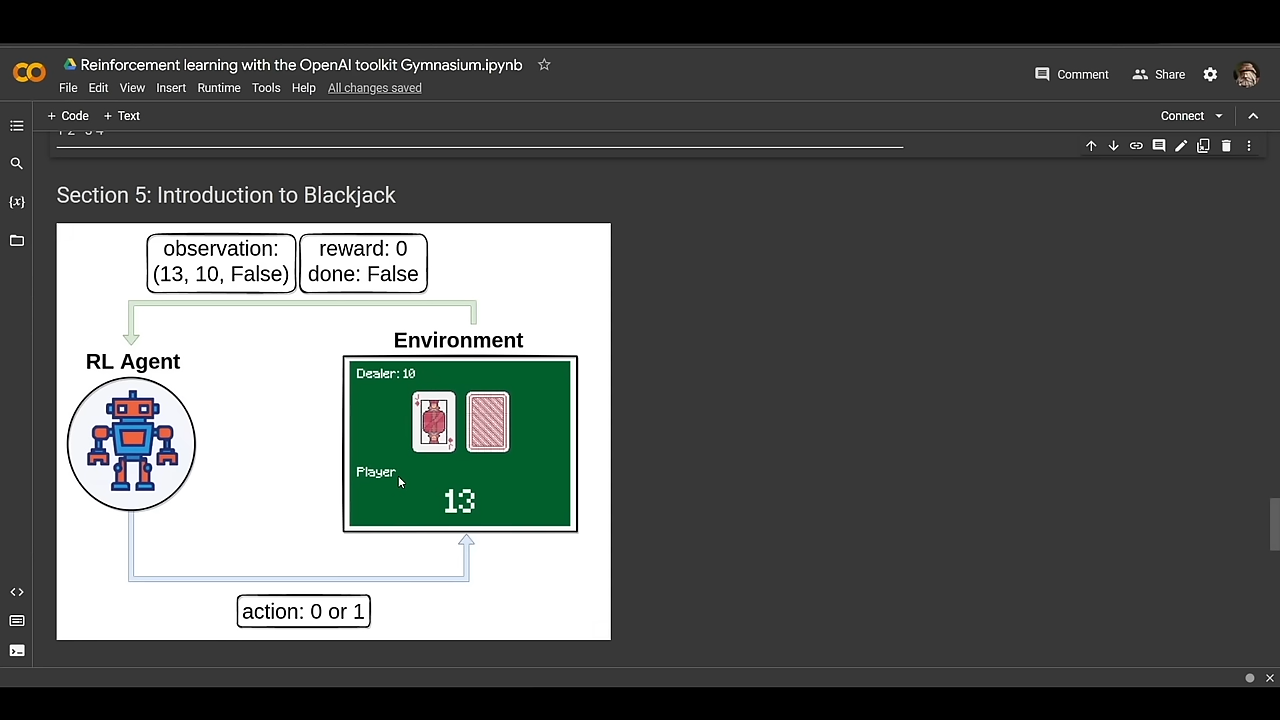 Reinforcement learning with the OpenAI toolkit Gymnasium.ipynb
Comment
Share
File Edit View Insert Runtime Tools Help All changes saved
+ Code + Text
Connect
Section 5: Introduction to Blackjack
observation:
(13, 10, False)
reward: 0
done: False
Environment
RL Agent
Dealer: 10
J
J
Player
13
action: 0 or 1
{x}